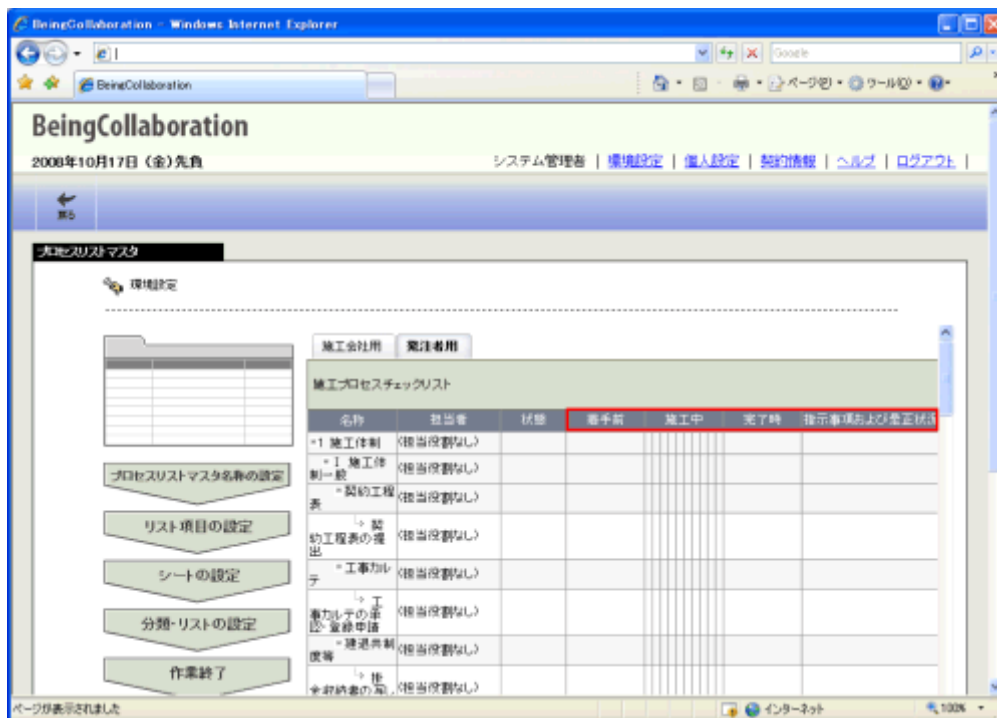 BeingCollaboration - Windows Internet Explorer
Google
BeingCollaboration
ページ(P) ツール(O)
BeingCollaboration
2008年10月17日（金）先負
システム管理者 | 環境設定 | 個人設定 | 契約情報 | ヘルプ | ログアウト |
戻る
プロセスリストマスタ
環境設定
施工会社用 発注者用
施工プロセスチェックリスト
名称 担当者 状態 着手前 施工中 完了時 指示事項および是正状況
1 施工体制 (担当役割なし)
I 施工体制一般 (担当役割なし)
契約工程表 (担当役割なし)
契約工程表の提出 (担当役割なし)
工事カルテ (担当役割なし)
工事カルテの承認・登録申請 (担当役割なし)
建退共制度等 (担当役割なし)
(担当役割なし)
プロセスリストマスタ名称の設定
リスト項目の設定
シートの設定
分類・リストの設定
作業終了
ページが表示されました
インターネット
100%